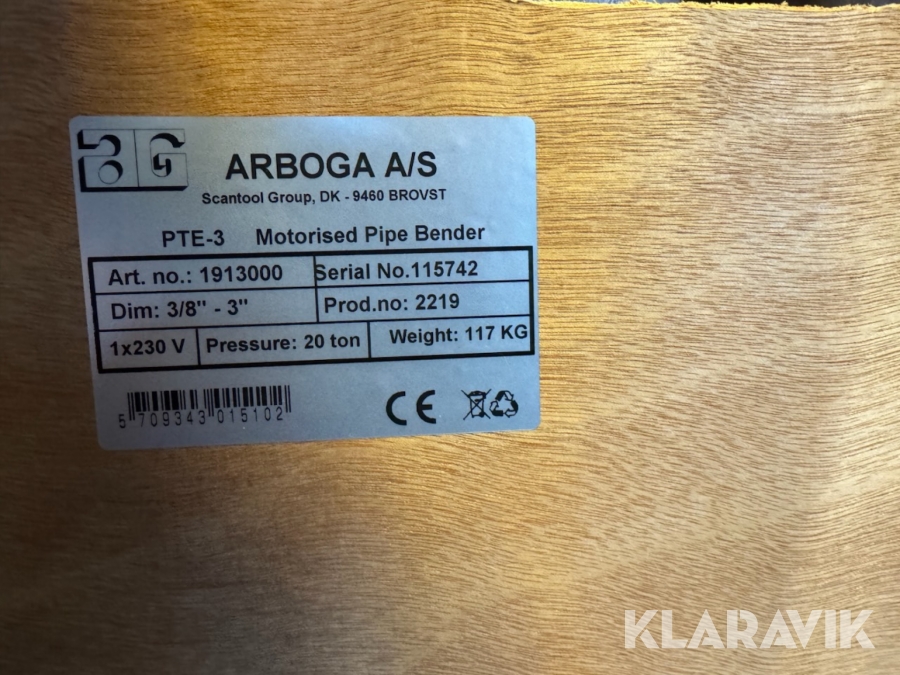 ARBOGA A/S
Scantool Group, DK - 9460 BROVST
PTE-3 Motorised Pipe Bender
Art. no.: 1913000 Serial No.115742
Dim: 3/8" - 3" Prod.no: 2219
1x230 V Pressure: 20 ton Weight: 117 KG
5 709343 015102
CE
KLARAVIK